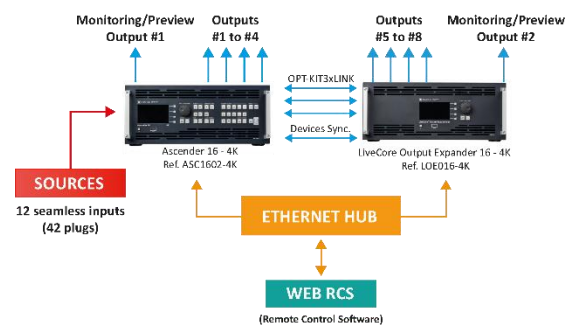 Monitoring/Preview
Output #1
Outputs
#1 to #4
Outputs
#5 to #8
Monitoring/Preview
Output #2
OPT-KIT3xLINK
Devices Sync.
Ascender 16 - 4K
Ref. ASC1602-4K
LiveCore Output Expander 16 - 4K
Ref. LOE016-4K
SOURCES
12 seamless inputs
(42 plugs)
ETHERNET HUB
WEB RCS
(Remote Control Software)